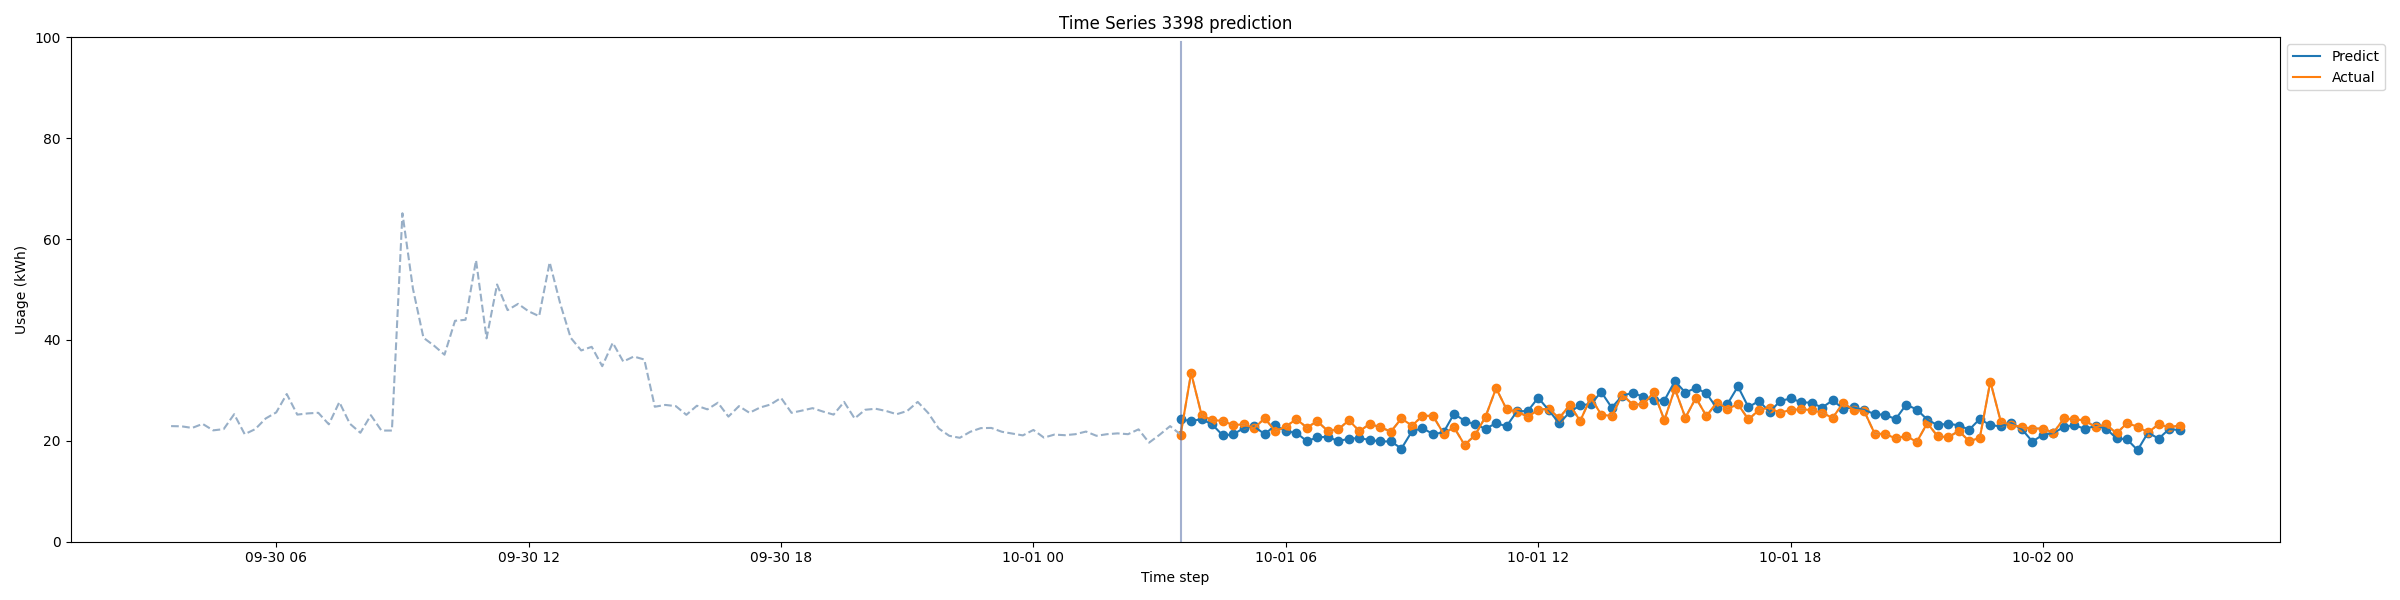 Time Series 3398 prediction
Usage (kWh)
100
80
60
40
20
0
09-30 06
09-30 12
09-30 18
10-01 00
10-01 06
10-01 12
10-01 18
10-02 00
Time step
Predict
Actual